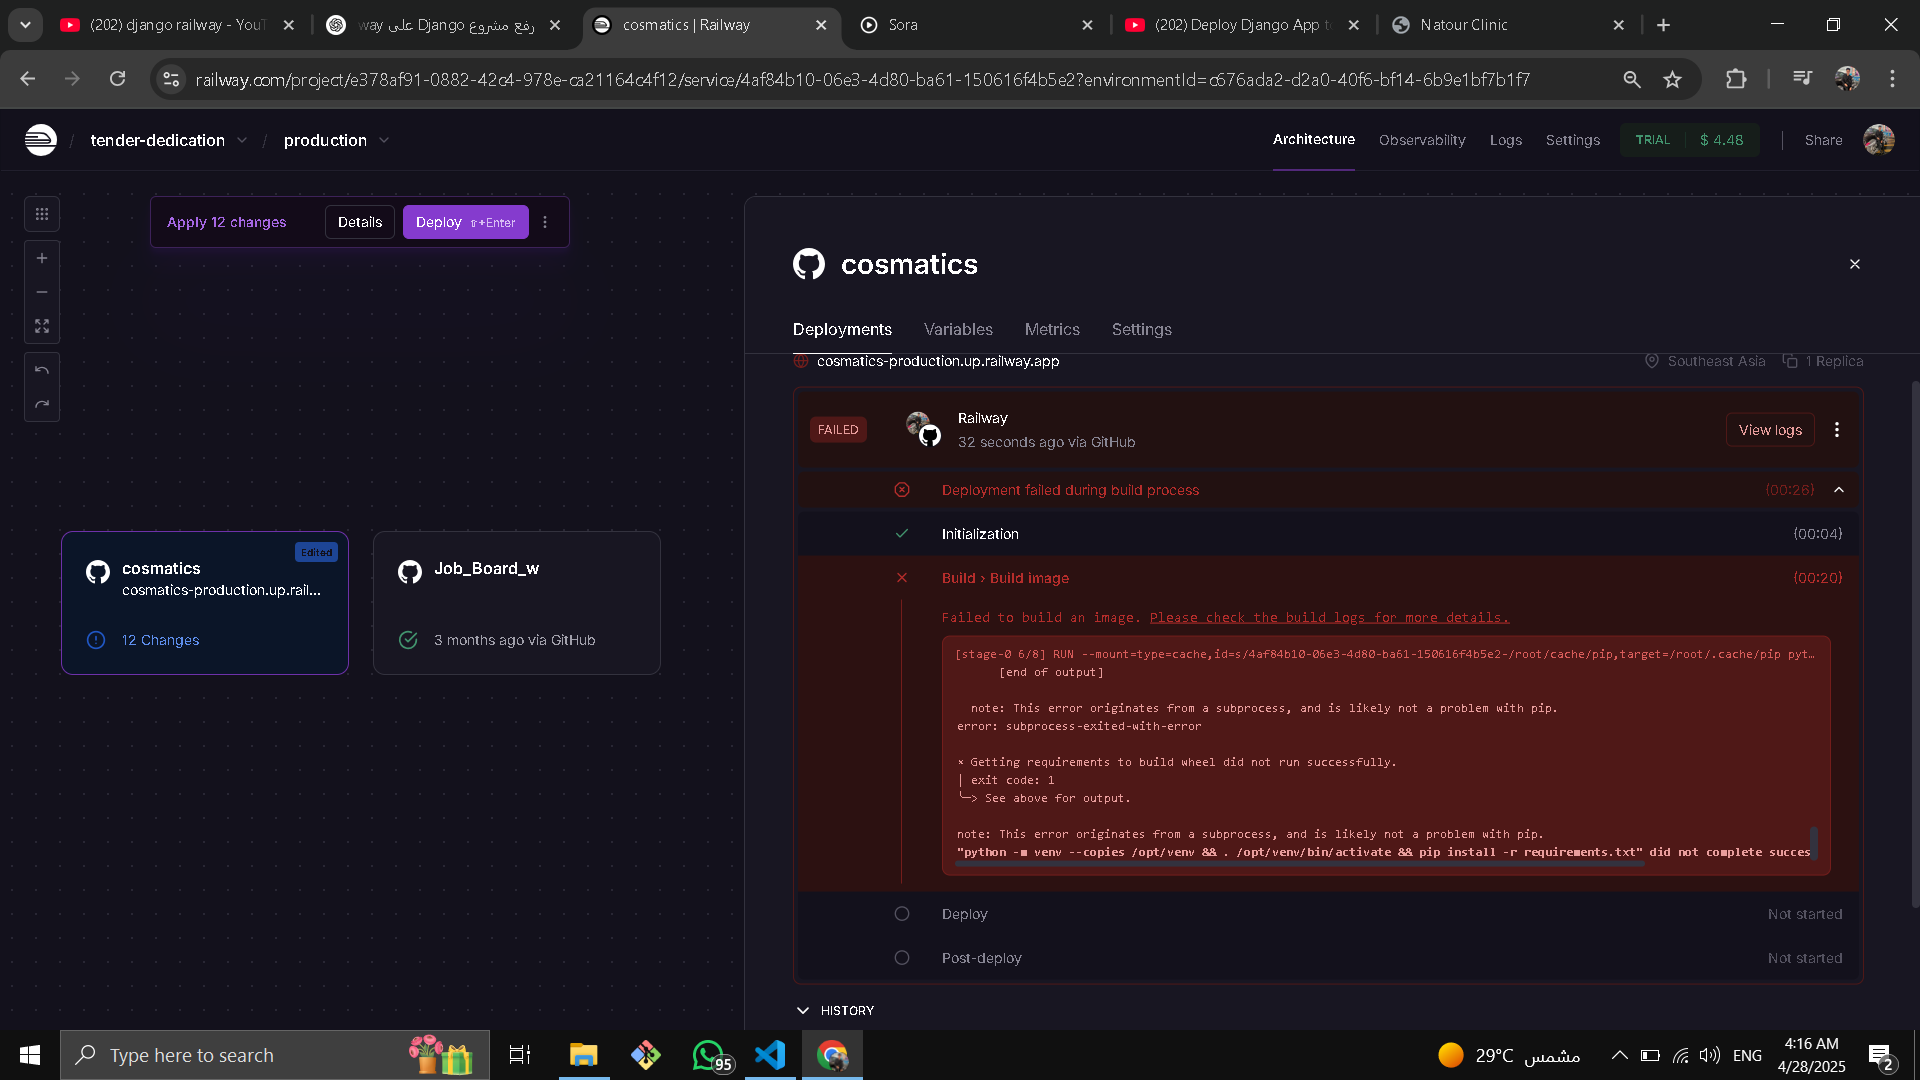 (202) django railway - YouT
رفع مشروع Django على way
cosmatics | Railway
Sora
(202) Deploy Django App to
Natour Clinic
railway.com/project/e378af91-0882-42c4-978e-ca21164c4f12/service/4af84b10-06e3-4d80-ba61-150616f4b5e2?environmentId=c676ada2-d2a0-40f6-bf14-6b9e1bf7b1f7
/ tender-dedication / production
Architecture Observability Logs Settings TRIAL $ 4.48 Share
Apply 12 changes Details Deploy ⇧+Enter
cosmatics
Deployments Variables Metrics Settings
cosmatics-production.up.railway.app Southeast Asia 1 Replica
FAILED
Railway
32 seconds ago via GitHub
View logs
Deployment failed during build process (00:26)
Initialization (00:04)
Build › Build image (00:20)
Failed to build an image. Please check the build logs for more details.
[stage-0 6/8] RUN --mount=type=cache,id=s/4af84b10-06e3-4d80-ba61-150616f4b5e2-/root/cache/pip,target=/root/.cache/pip pyt…
[end of output]
note: This error originates from a subprocess, and is likely not a problem with pip.
error: subprocess-exited-with-error
× Getting requirements to build wheel did not run successfully.
│ exit code: 1
╰─> See above for output.
note: This error originates from a subprocess, and is likely not a problem with pip.
"python -m venv --copies /opt/venv && . /opt/venv/bin/activate && pip install -r requirements.txt" did not complete succes
Deploy Not started
Post-deploy Not started
HISTORY
Edited
cosmatics
cosmatics-production.up.rail...
12 Changes
Job_Board_w
3 months ago via GitHub
Type here to search
95
29°C مشمس
ENG
4:16 AM
4/28/2025
2